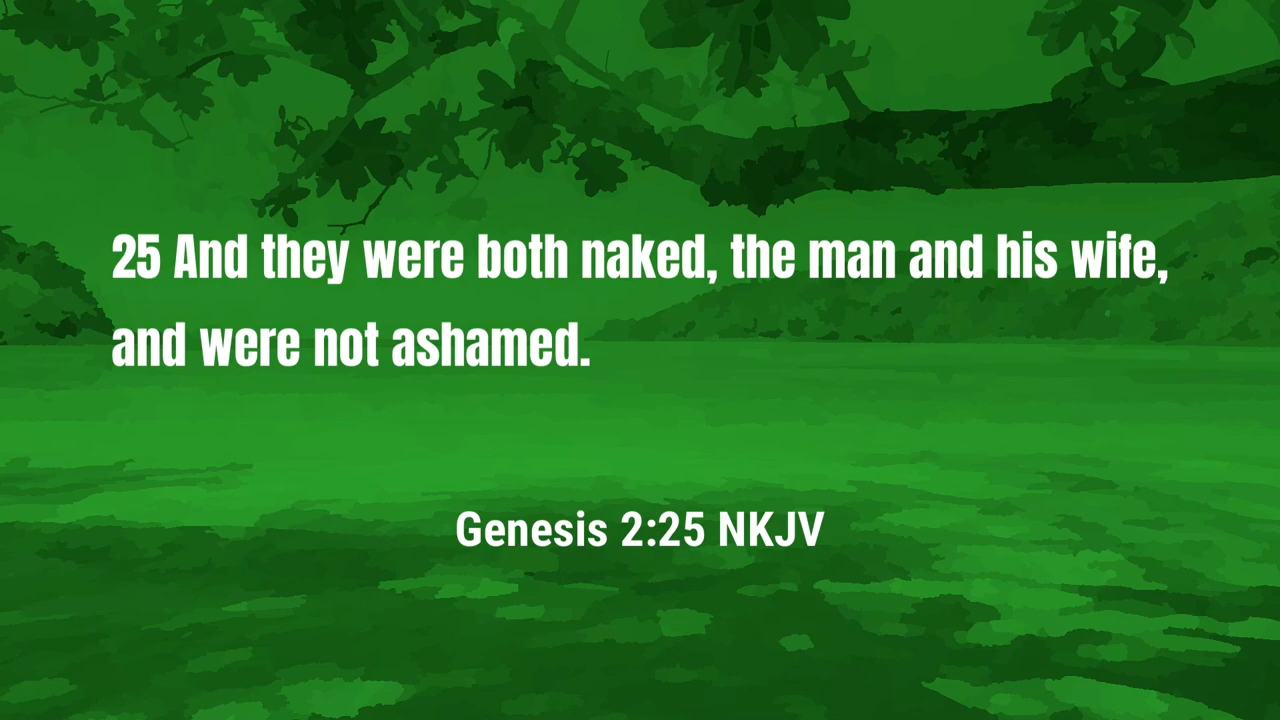 25 And they were both naked, the man and his wife,
and were not ashamed.
Genesis 2:25 NKJV